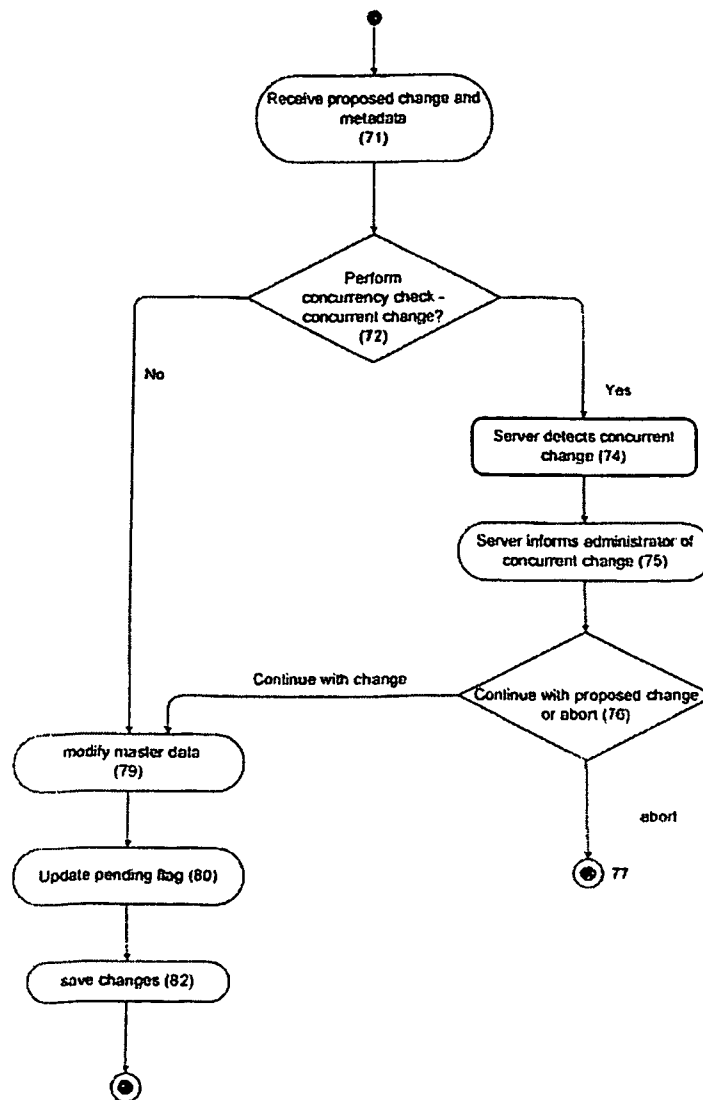 Receive proposed change and
metadata
(71)
Perform
concurrency check -
concurrent change?
(72)
No
Yes
Server detects concurrent
change (74)
Server informs administrator of
concurrent change (75)
Continue with change
Continue with proposed change
or abort (76)
modify master data
(79)
abort
Update pending flag (80)
77
save changes (82)